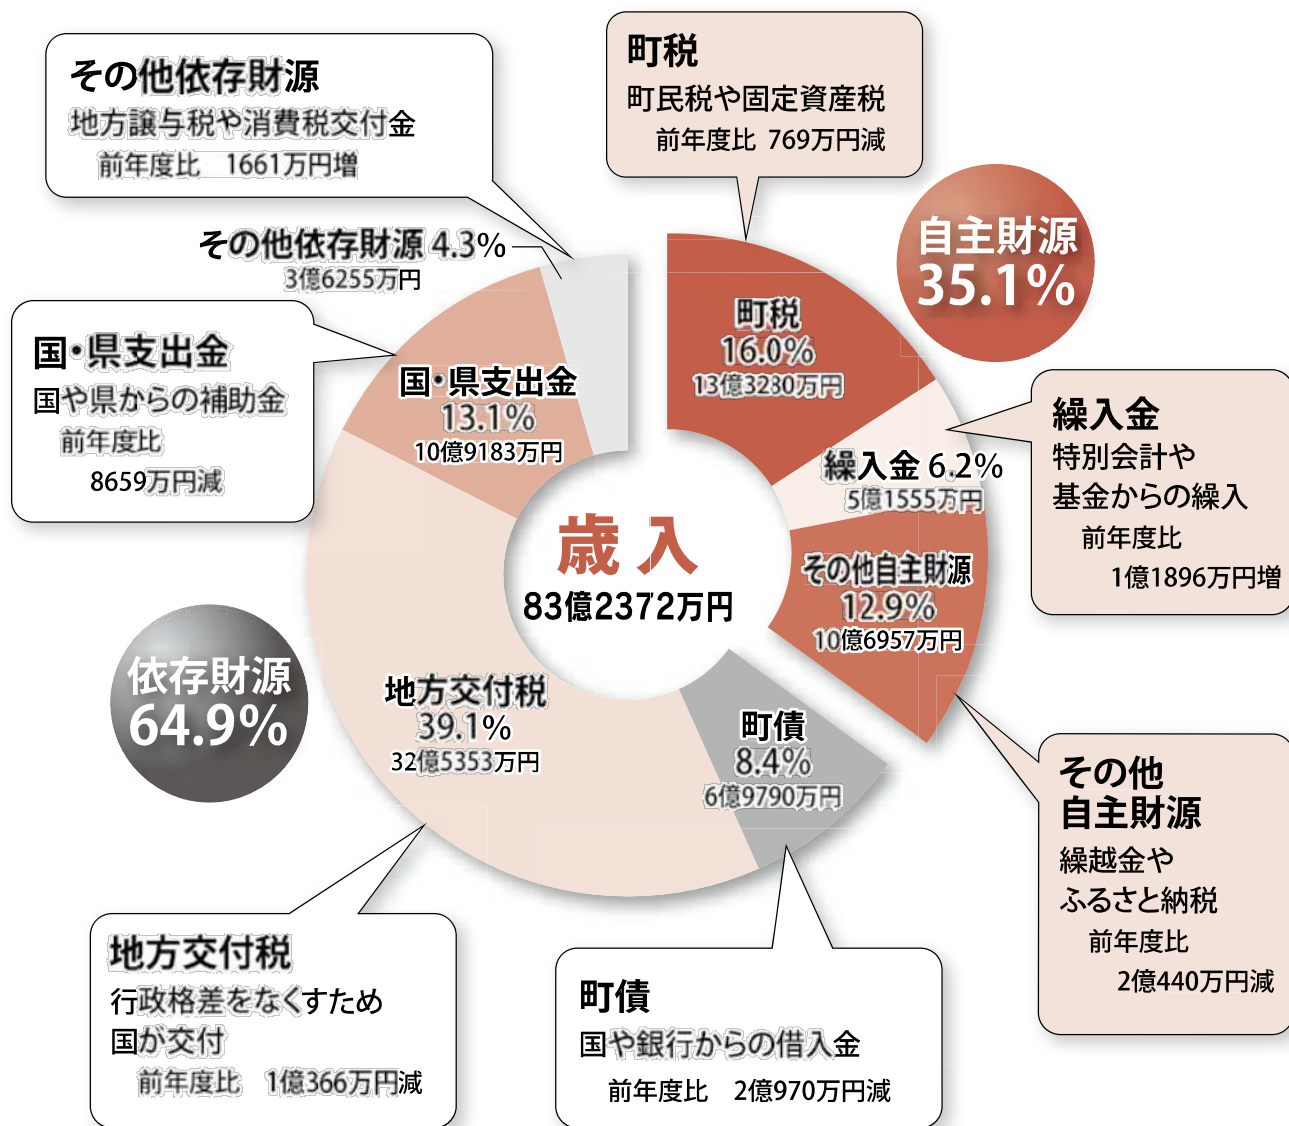 その他依存財源
地方譲与税や消費税交付金
前年度比 1661万円増
町税
町民税や固定資産税
前年度比 769万円減
自主財源
35.1%
その他依存財源 4.3%
3億6255万円
国・県支出金
国や県からの補助金
前年度比
8659万円減
国・県支出金
13.1%
10億9183万円
町税
16.0%
13億3280万円
繰入金 6.2%
5億1555万円
繰入金
特別会計や
基金からの繰入
前年度比
1億1896万円増
歳入
83億2372万円
その他自主財源
12.9%
10億6957万円
依存財源
64.9%
地方交付税
39.1%
32億5353万円
町債
8.4%
6億9790万円
その他
自主財源
繰越金や
ふるさと納税
前年度比
2億440万円減
地方交付税
行政格差をなくすため
国が交付
前年度比 1億366万円減
町債
国や銀行からの借入金
前年度比 2億970万円減